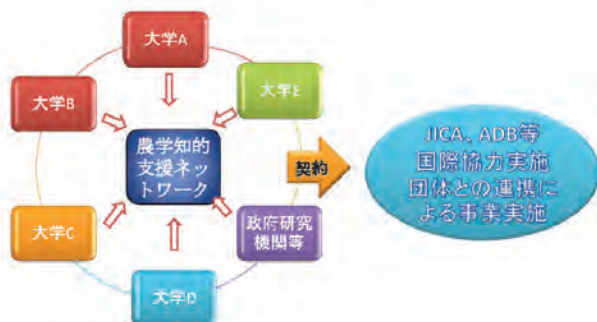 大学A
大学B
大学E
農学知的
支援ネッ
トワーク
契約
JICA、ADB等
国際協力実施
団体との連携に
よる事業実施
大学C
政府研究
機関等
大学D